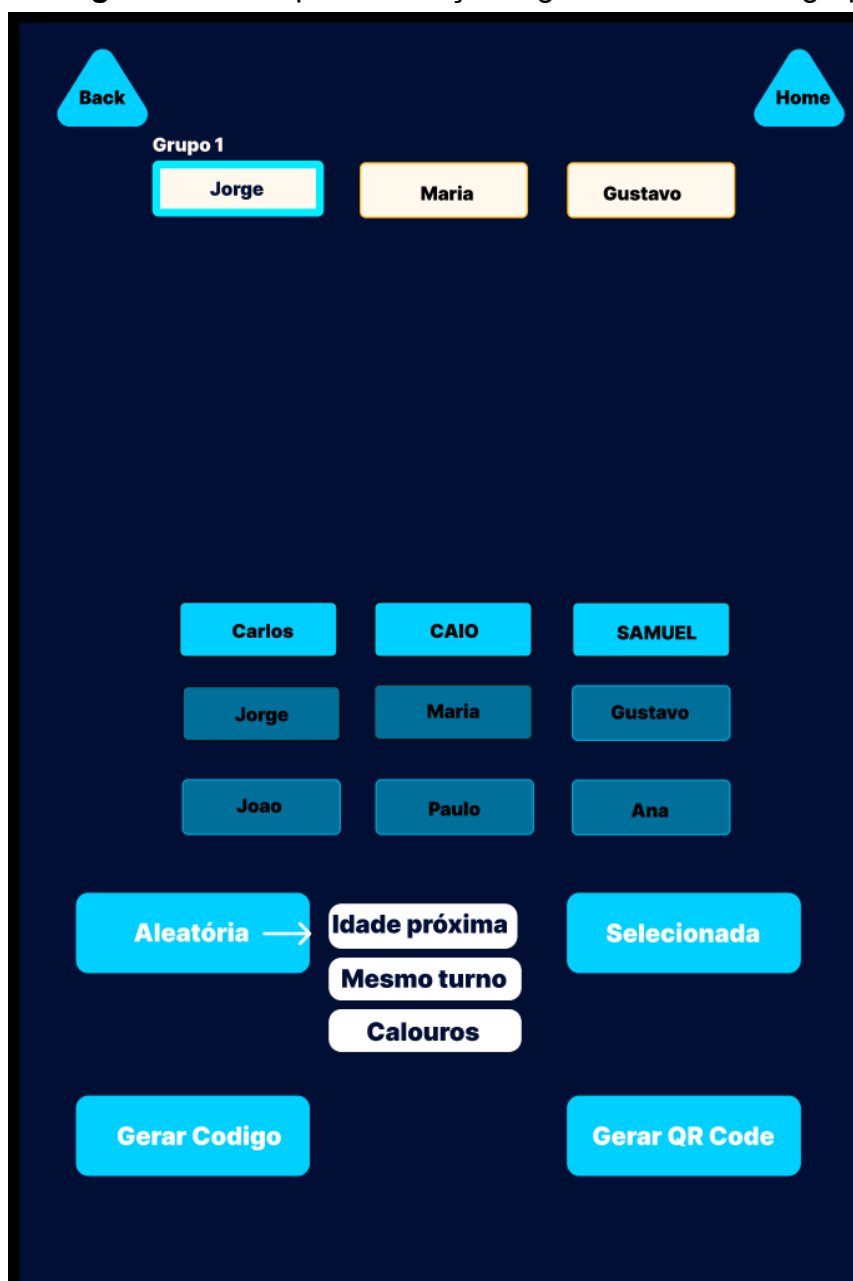 Back
Home
Grupo 1
Jorge
Maria
Gustavo
Carlos
CAIO
SAMUEL
Jorge
Maria
Gustavo
Joao
Paulo
Ana
Aleatória
Idade próxima
Selecionada
Mesmo turno
Calouros
Gerar Codigo
Gerar QR Code